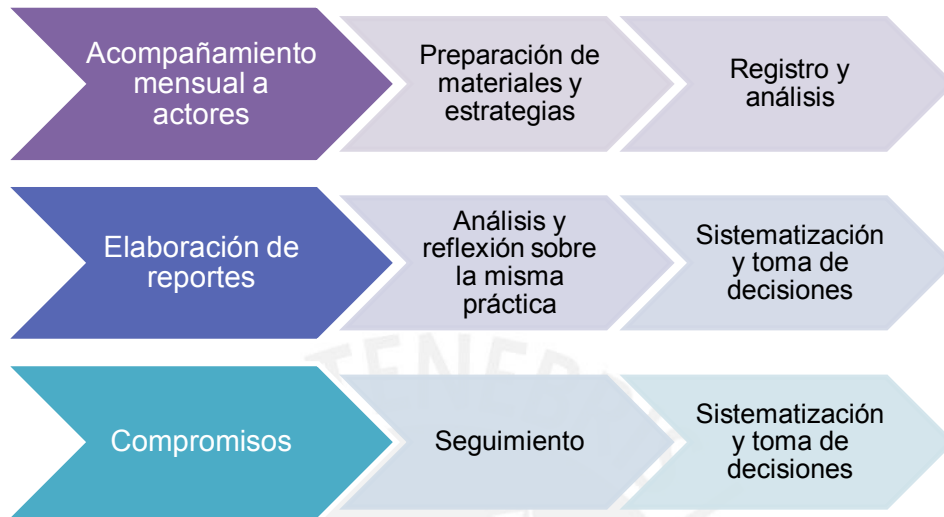 Acompañamiento
mensual a
actores
Preparación de
materiales y
estrategias
Registro y
análisis
Elaboración de
reportes
Análisis y
reflexión sobre
la misma
práctica
Sistematización
y toma de
decisiones
TENEB
Compromisos
Seguimiento
Sistematización
y toma de
decisiones